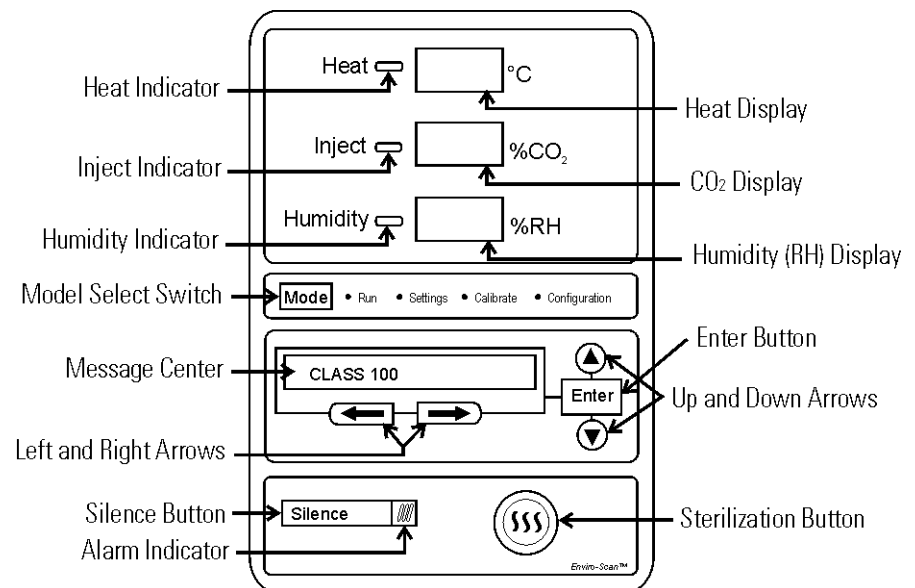 Heat
°C
Heat Indicator
Heat Display
Inject
%CO₂
Inject Indicator
CO₂ Display
Humidity
%RH
Humidity Indicator
Humidity (RH) Display
Model Select Switch
Mode • Run • Settings • Calibrate • Configuration
Enter Button
Message Center
CLASS 100
Enter
Up and Down Arrows
Left and Right Arrows
Silence Button
Silence
Sterilization Button
Alarm Indicator
Enviro-Scan™